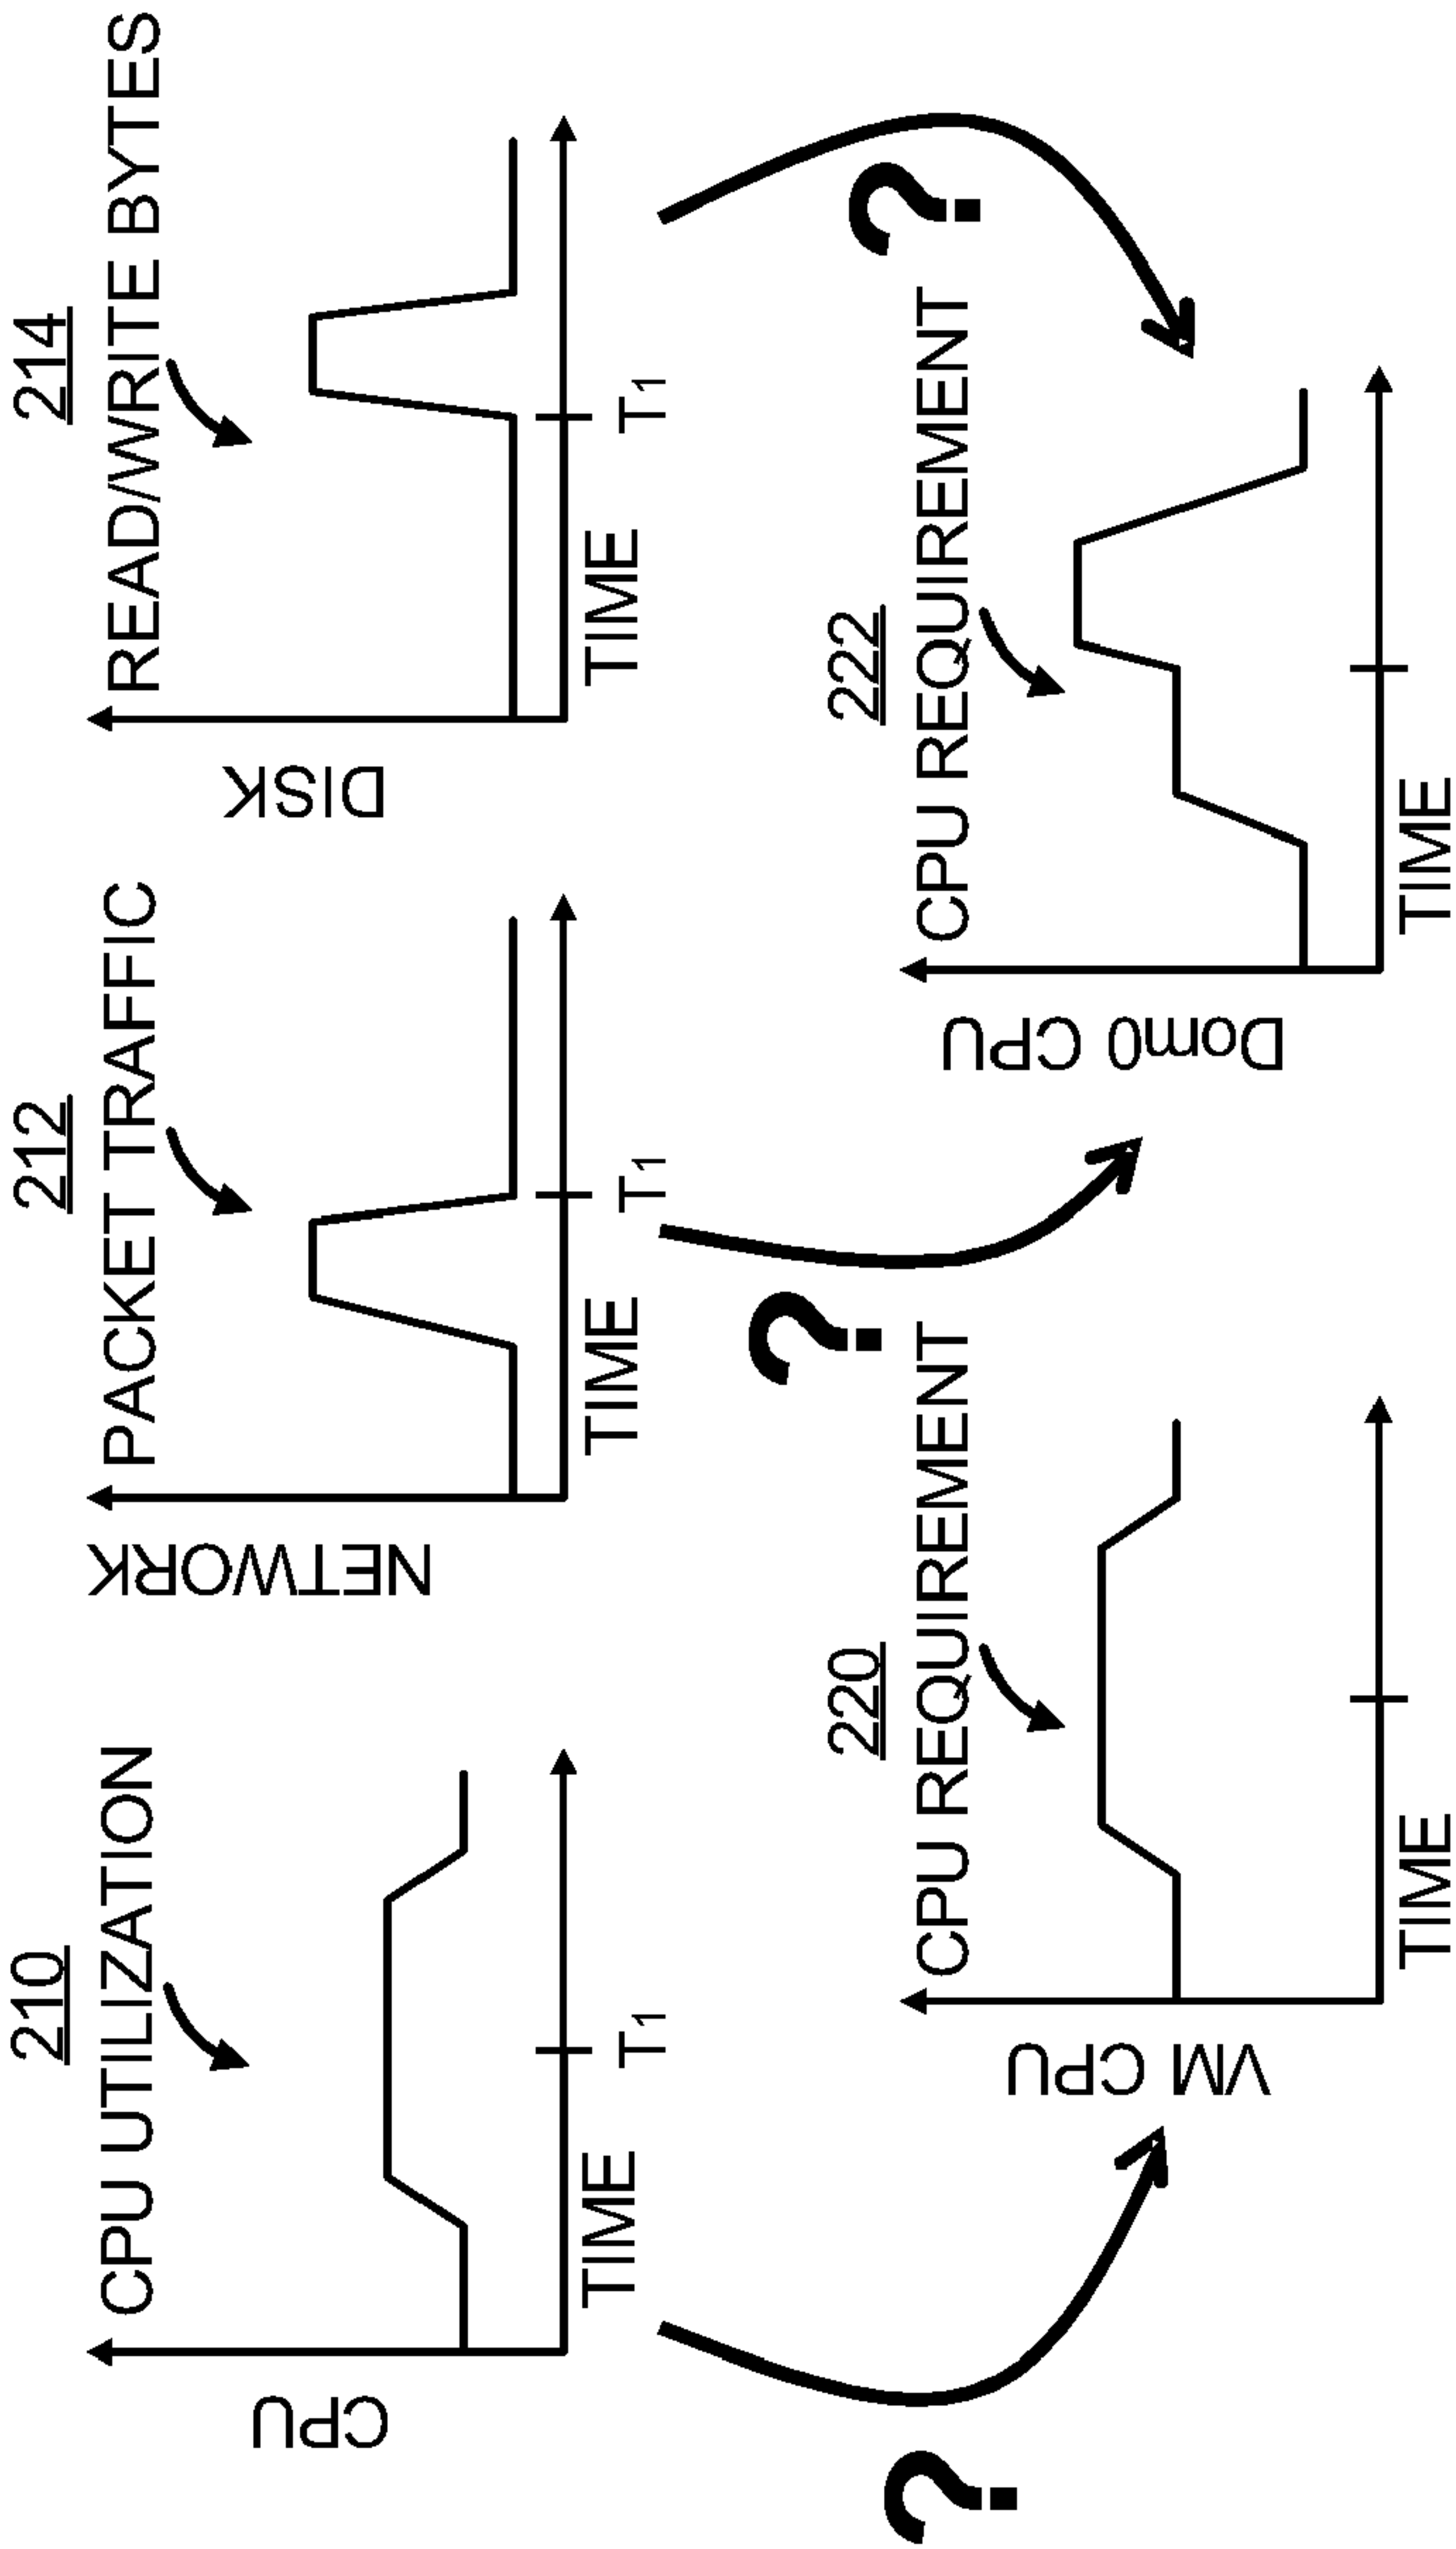 210
CPU UTILIZATION
CPU
TIME
T1
212
PACKET TRAFFIC
NETWORK
TIME
T1
214
READ/WRITE BYTES
DISK
TIME
T1
?
?
?
220
CPU REQUIREMENT
VM CPU
TIME
222
CPU REQUIREMENT
Dom0 CPU
TIME